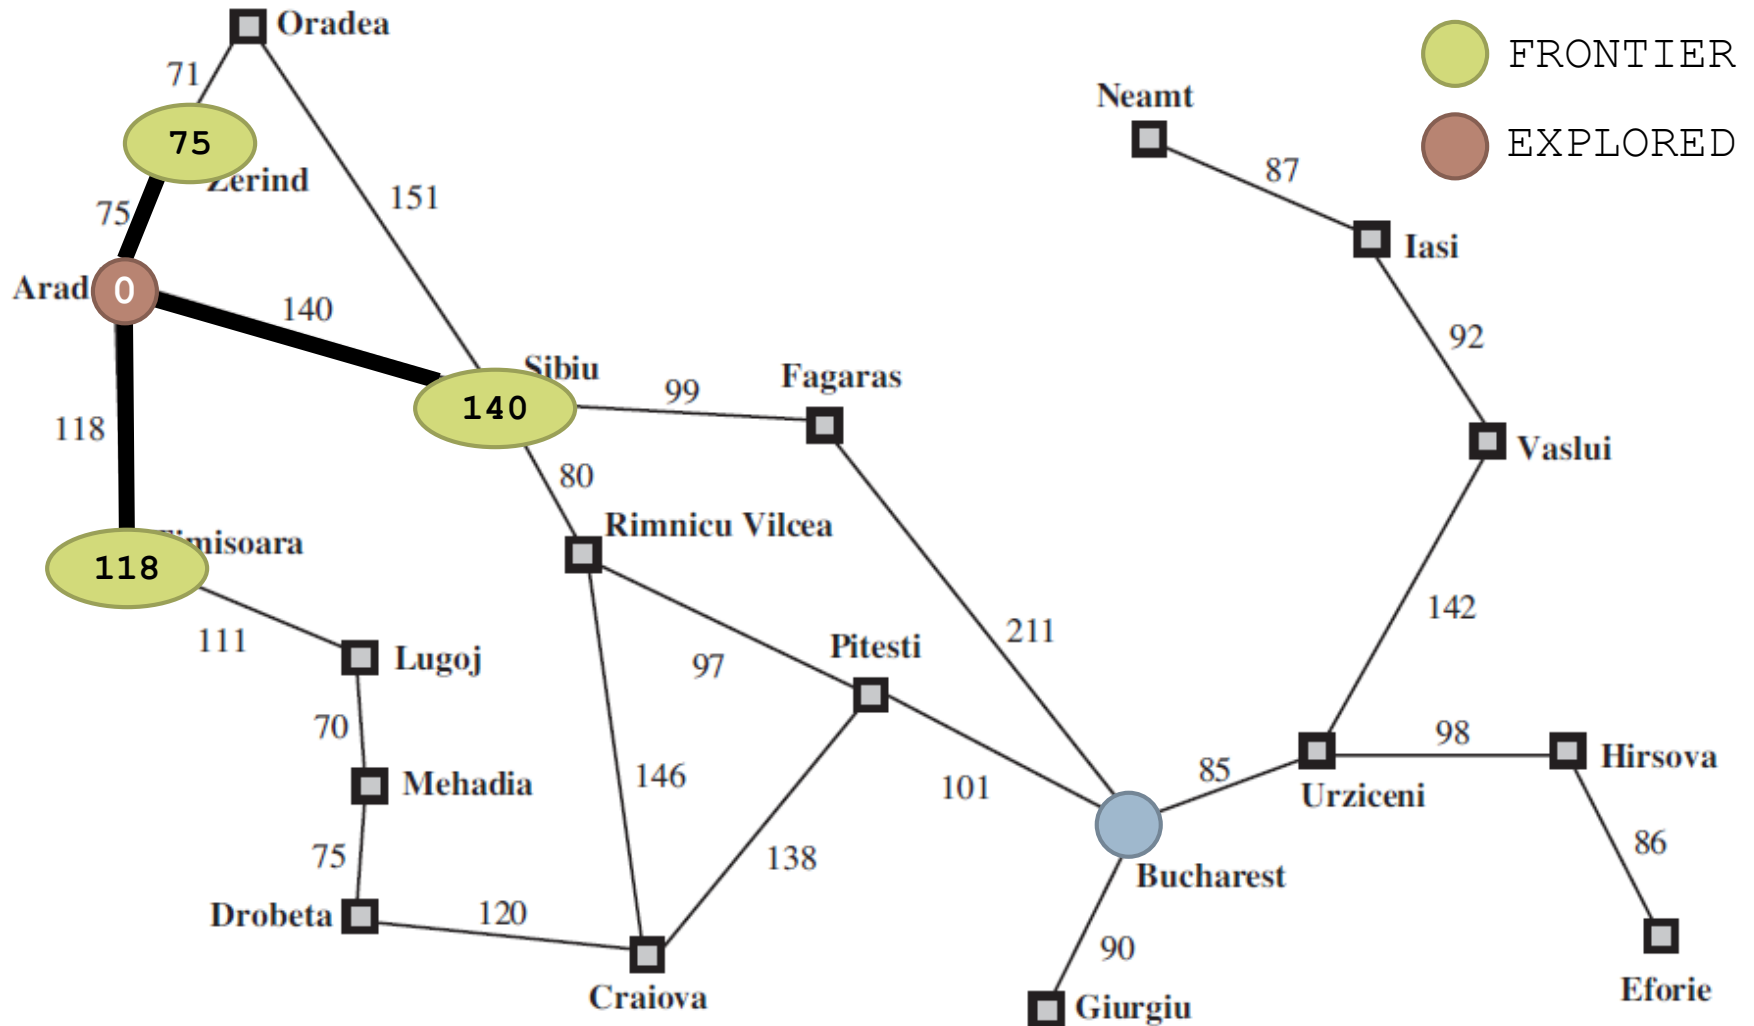 Oradea
FRONTIER
71
Neamt
EXPLORED
75
87
Zerind
151
75
Iasi
Arad
0
140
92
Sibiu
99
Fagaras
140
118
Vaslui
80
Rimnicu Vilcea
Timisoara
118
142
211
111
Pitesti
Lugoj
97
70
98
Hirsova
85
146
Mehadia
101
Urziceni
86
75
138
Bucharest
Drobeta
120
90
Eforie
Craiova
Giurgiu